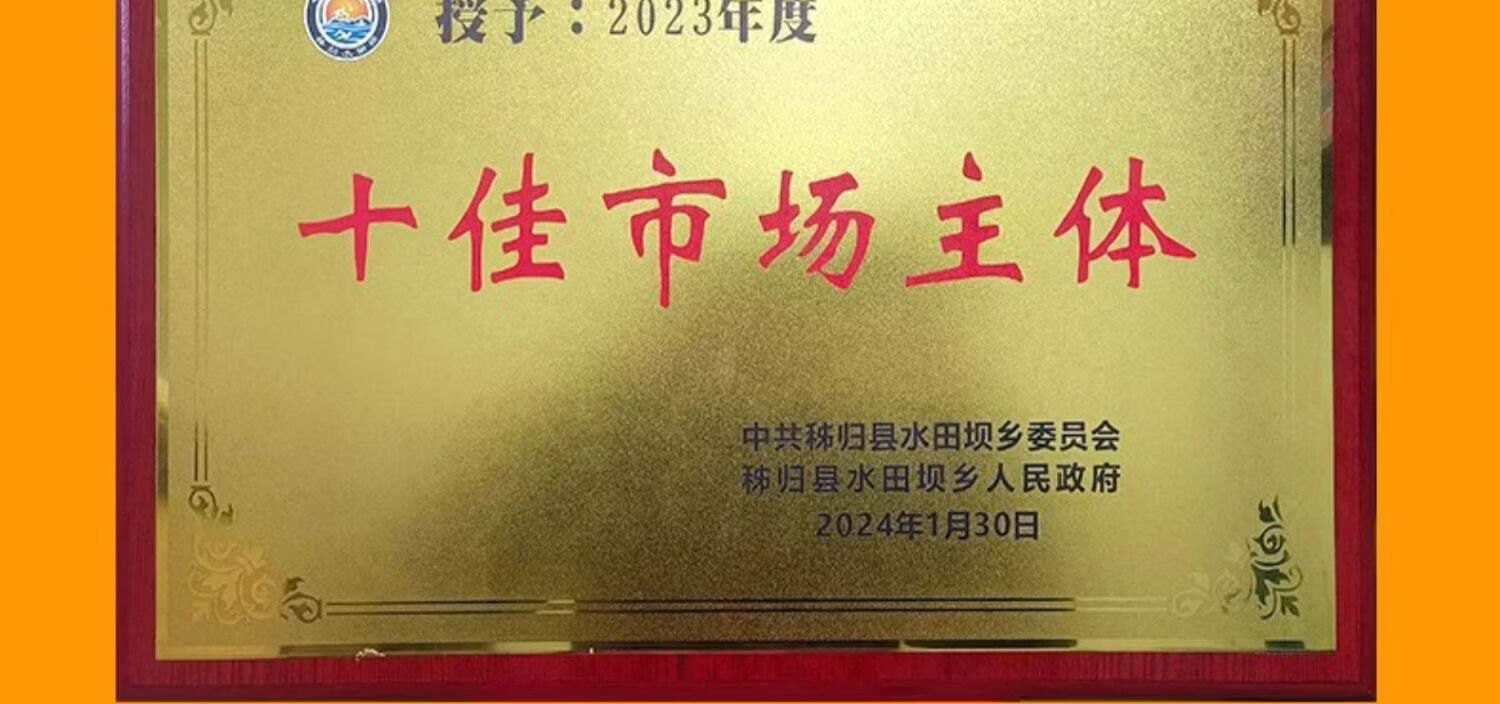 授予：2023年度
十佳市场主体
中共秭归县水田坝乡委员会
秭归县水田坝乡人民政府
2024年1月30日